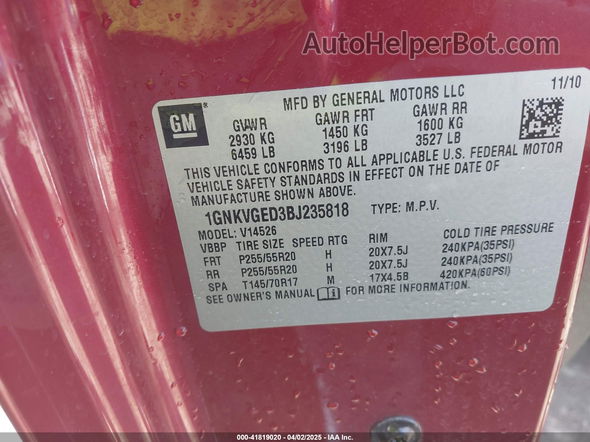 AutoHelperBot.com
MFD BY GENERAL MOTORS LLC 11/10
GM
®
GVWR GAWR FRT GAWR RR
2930 KG 1450 KG 1600 KG
6459 LB 3196 LB 3527 LB
THIS VEHICLE CONFORMS TO ALL APPLICABLE U.S. FEDERAL MOTOR
VEHICLE SAFETY STANDARDS IN EFFECT ON THE DATE OF
MANUFACTURE SHOWN ABOVE.
1GNKVGED3BJ235818 TYPE: M.P.V.
MODEL: V14526
VBBP TIRE SIZE SPEED RTG RIM COLD TIRE PRESSURE
FRT P255/55R20 H 20X7.5J 240KPA(35PSI)
RR P255/55R20 H 20X7.5J 240KPA(35PSI)
SPA T145/70R17 M 17X4.5B 420KPA(60PSI)
SEE OWNER'S MANUAL FOR MORE INFORMATION
000-41819020 - 04/02/2025 - IAA Inc.